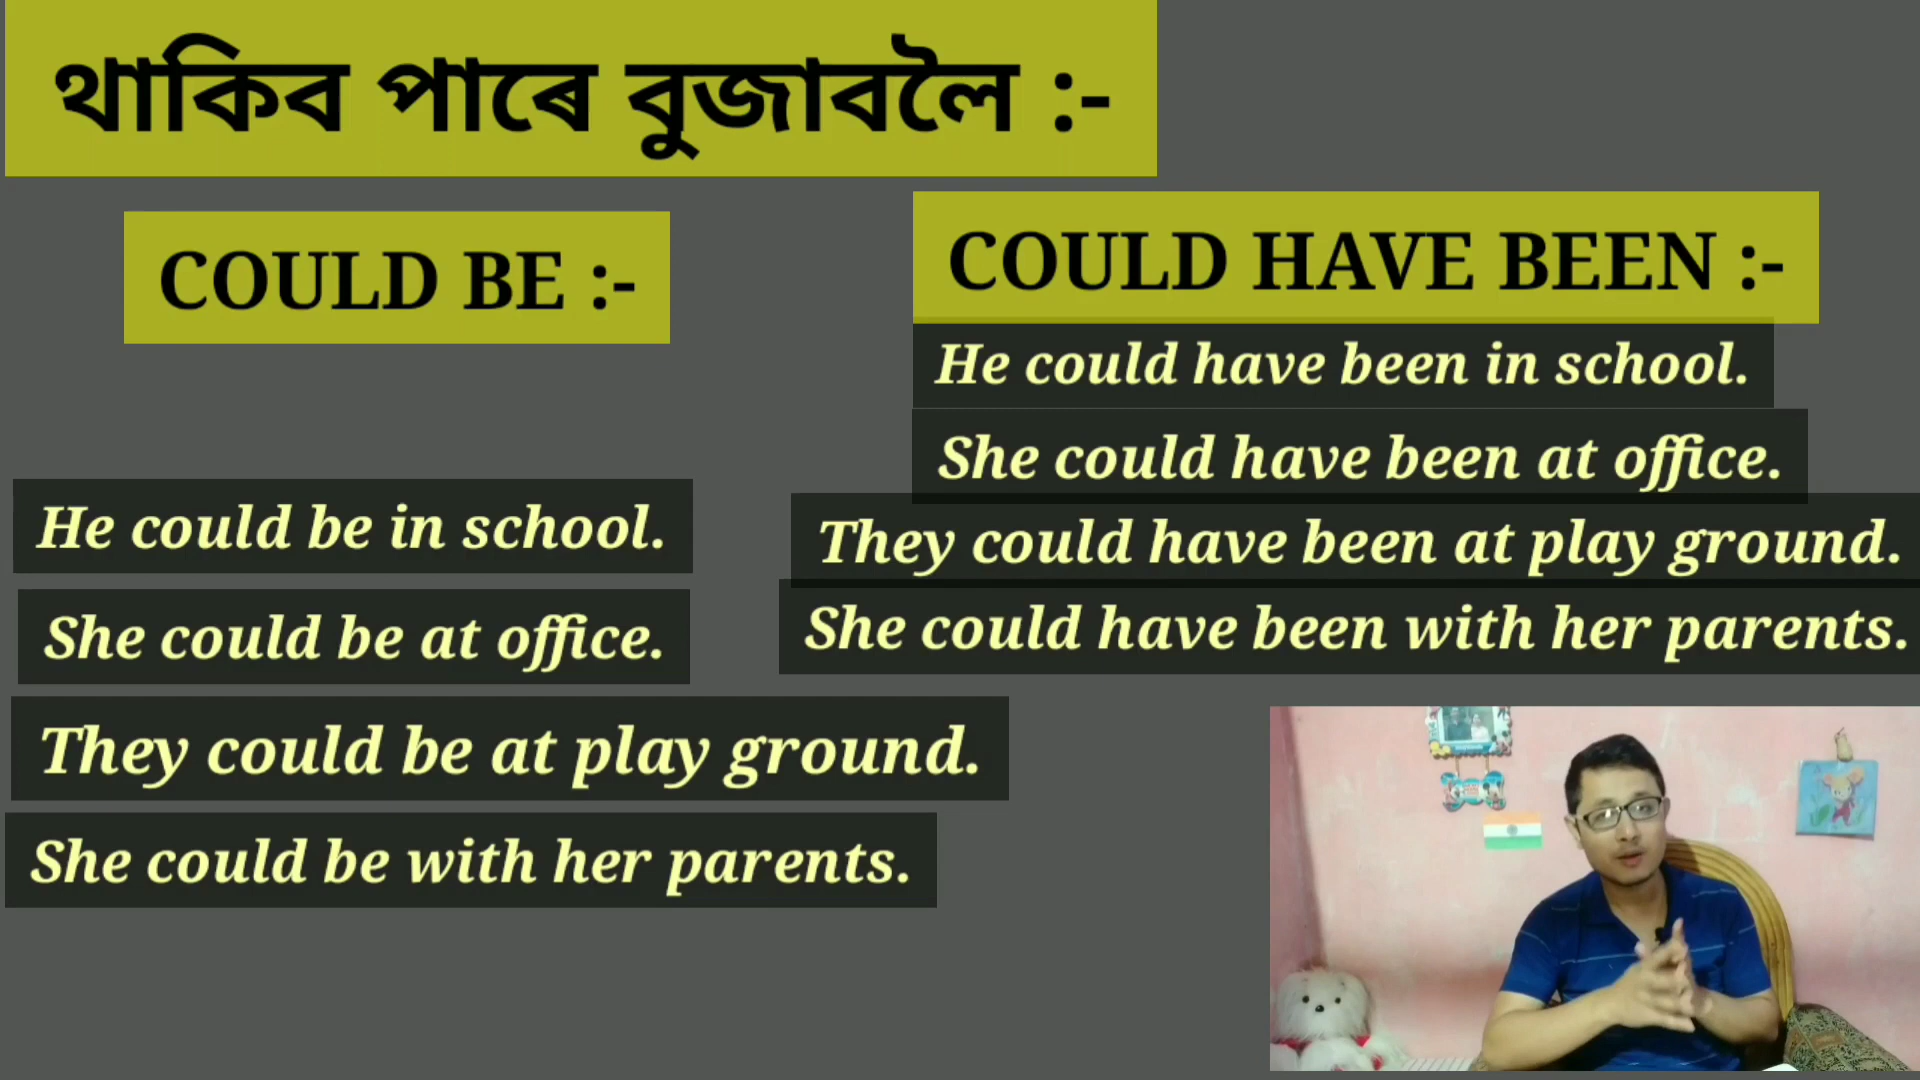 থাকিব পাৰে বুজাবলৈ :-
COULD BE :-
He could be in school.
She could be at office.
They could be at play ground.
She could be with her parents.
COULD HAVE BEEN :-
He could have been in school.
She could have been at office.
They could have been at play ground.
She could have been with her parents.